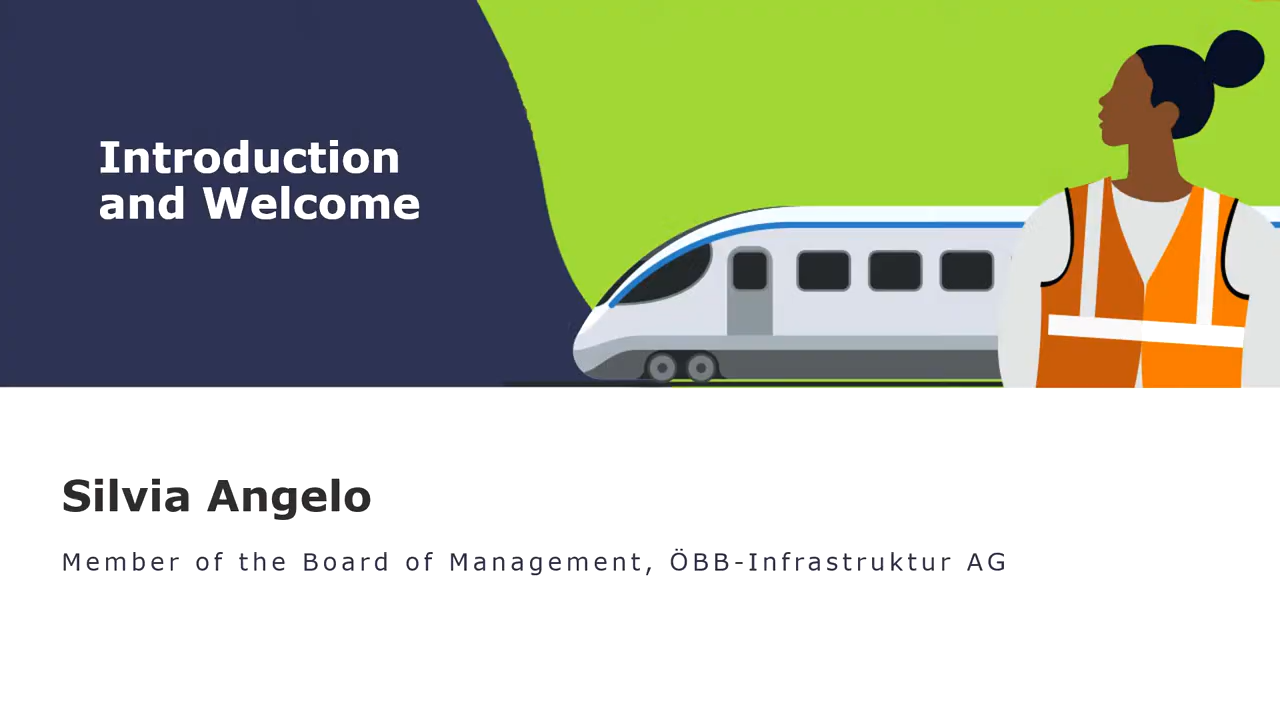 Introduction
and Welcome
Silvia Angelo
Member of the Board of Management, ÖBB-Infrastruktur AG